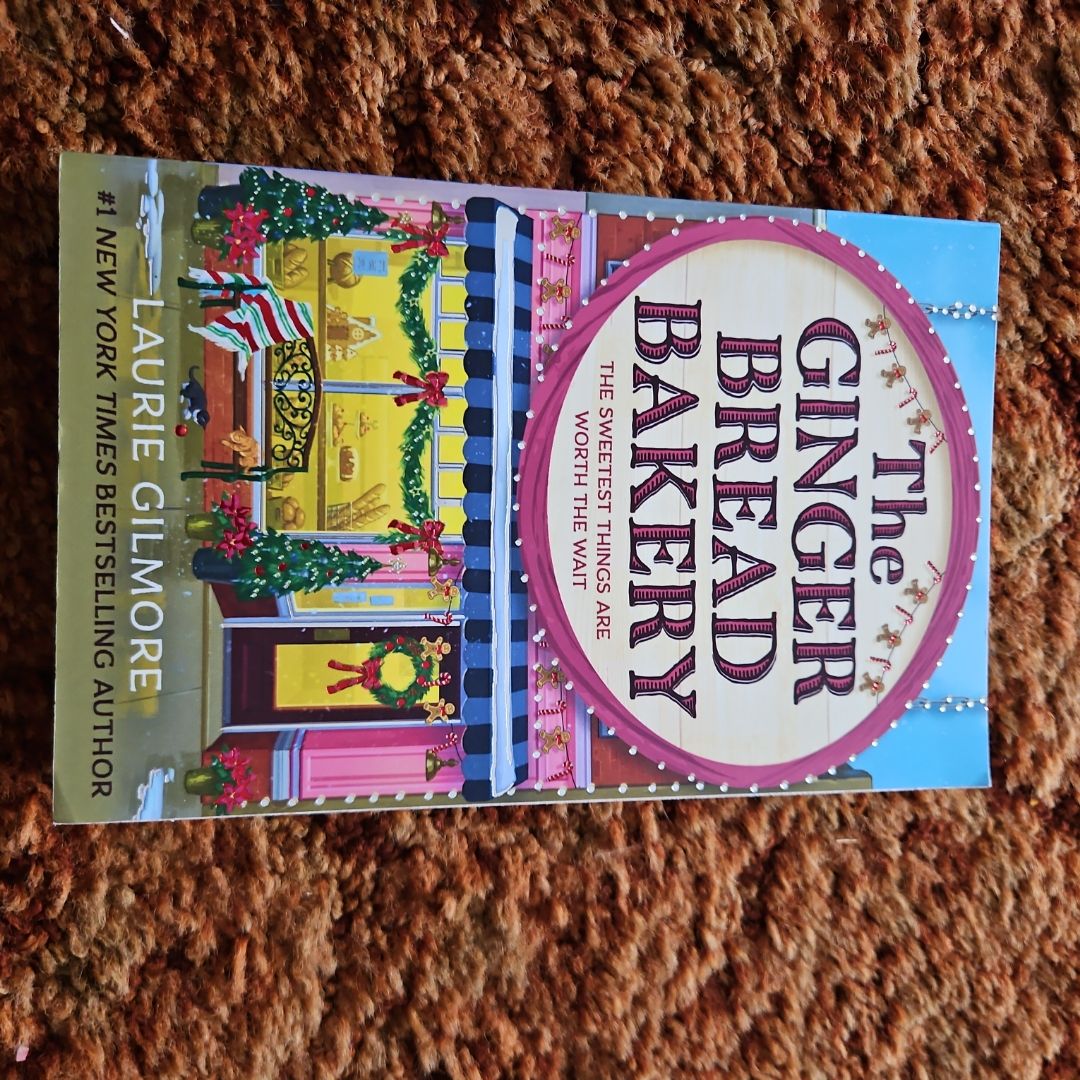 The
GINGER
BREAD
BAKERY
THE SWEETEST THINGS ARE
WORTH THE WAIT
LAURIE GILMORE
#1 NEW YORK TIMES BESTSELLING AUTHOR